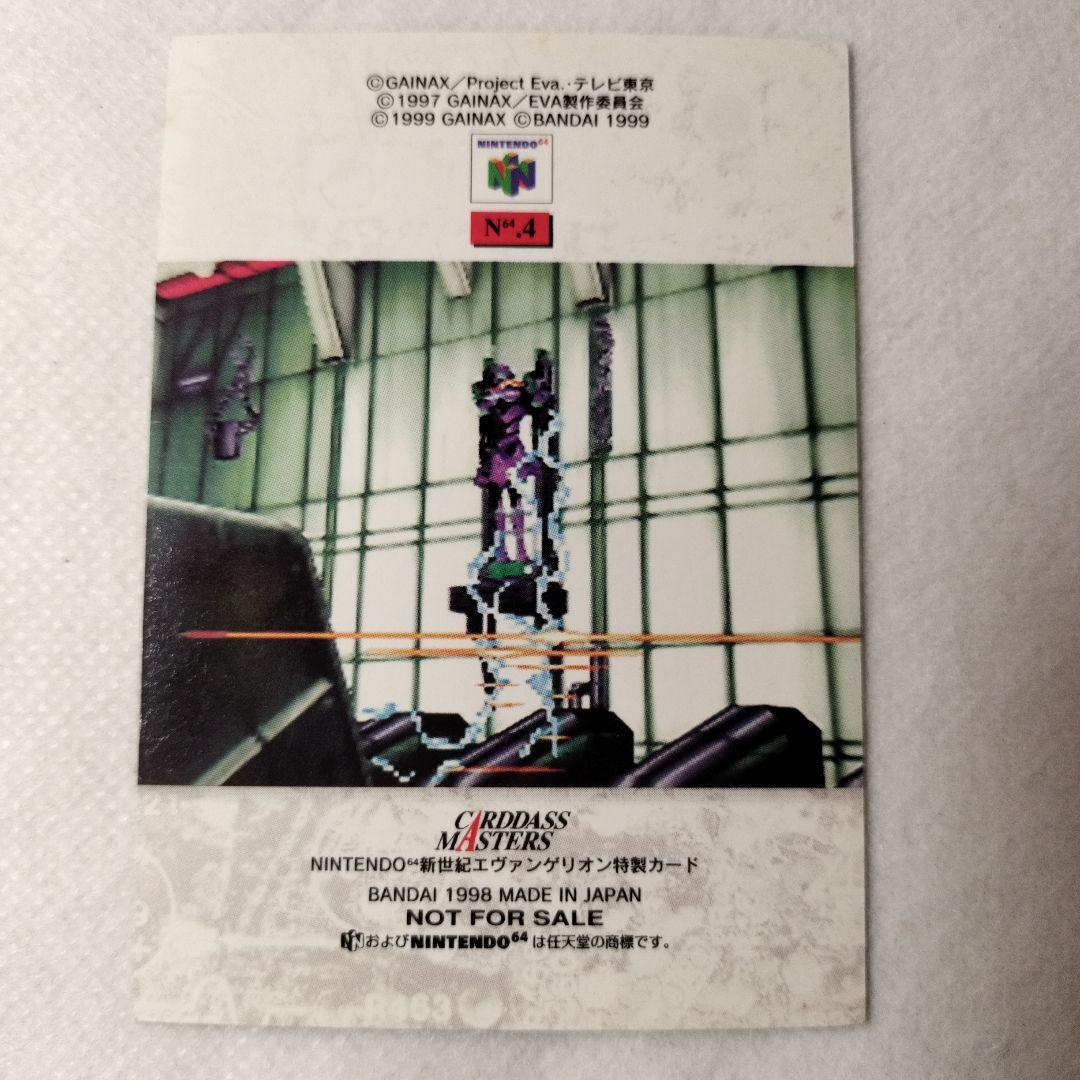 ©GAINAX／Project Eva.・テレビ東京
©1997 GAINAX／EVA製作委員会
©1999 GAINAX ©BANDAI 1999
NINTENDO64
N64.4
CARDDASS
MASTERS
NINTENDO64新世紀エヴァンゲリオン特製カード
BANDAI 1998 MADE IN JAPAN
NOT FOR SALE
およびNINTENDO64は任天堂の商標です。